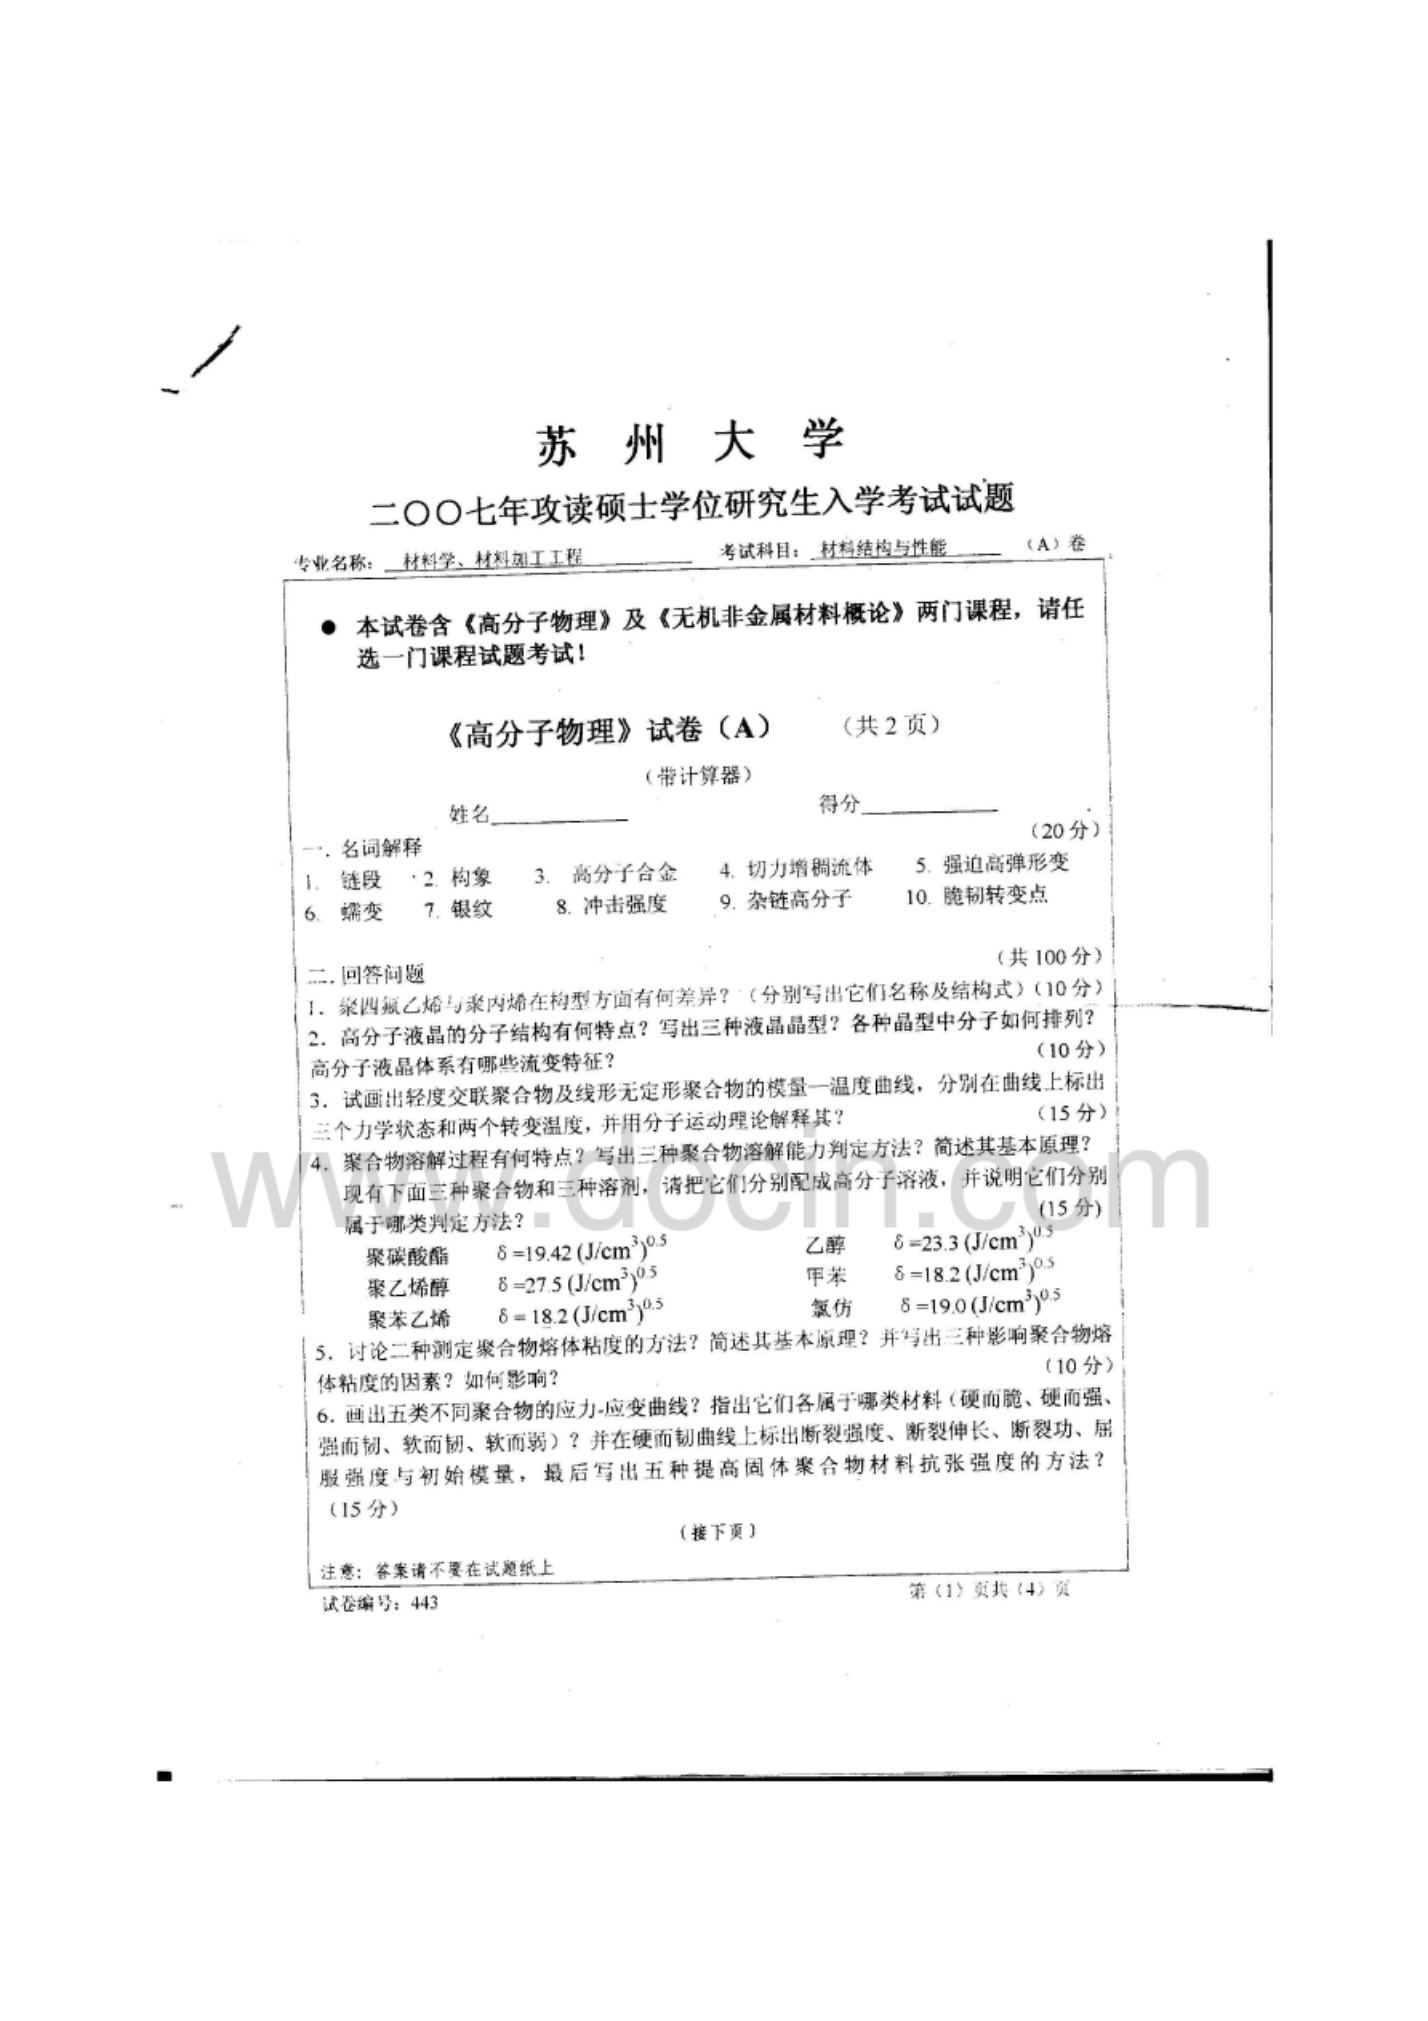 苏 州 大 学
二〇〇七年攻读硕士学位研究生入学考试试题
专业名称： 材料学、材料加工工程 考试科目： 材料结构与性能 （A）卷
● 本试卷含《高分子物理》及《无机非金属材料概论》两门课程，请任
选一门课程试题考试！
《高分子物理》试卷（A） （共 2 页）
（带计算器）
姓名 得分
（20 分）
一. 名词解释
1. 链段 2. 构象 3. 高分子合金 4. 切力增稠流体 5. 强迫高弹形变
6. 蠕变 7. 银纹 8. 冲击强度 9. 杂链高分子 10. 脆韧转变点
（共 100 分）
二. 回答问题
1. 聚四氟乙烯与聚丙烯在构型方面有何差异？（分别写出它们名称及结构式）（10 分）
2. 高分子液晶的分子结构有何特点？写出三种液晶晶型？各种晶型中分子如何排列？
高分子液晶体系有哪些流变特征？ （10 分）
3. 试画出轻度交联聚合物及线形无定形聚合物的模量—温度曲线，分别在曲线上标出
三个力学状态和两个转变温度，并用分子运动理论解释其？ （15 分）
4. 聚合物溶解过程有何特点？写出三种聚合物溶解能力判定方法？简述其基本原理？
现有下面三种聚合物和三种溶剂，请把它们分别配成高分子溶液，并说明它们分别
属于哪类判定方法？ (15 分)
聚碳酸酯 δ=19.42 (J/cm³)^0.5 乙醇 δ=23.3 (J/cm³)^0.5
聚乙烯醇 δ=27.5 (J/cm³)^0.5 甲苯 δ=18.2 (J/cm³)^0.5
聚苯乙烯 δ= 18.2 (J/cm³)^0.5 氯仿 δ=19.0 (J/cm³)^0.5
5. 讨论二种测定聚合物熔体粘度的方法？简述其基本原理？并写出三种影响聚合物熔
体粘度的因素？如何影响？ （10 分）
6. 画出五类不同聚合物的应力-应变曲线？指出它们各属于哪类材料（硬而脆、硬而强、
强而韧、软而韧、软而弱）？并在硬而韧曲线上标出断裂强度、断裂伸长、断裂功、屈
服强度与初始模量，最后写出五种提高固体聚合物材料抗张强度的方法？
（15 分）
（接下页）
注意：答案请不要在试题纸上
试卷编号：443 第（1）页共（4）页
www.docin.com